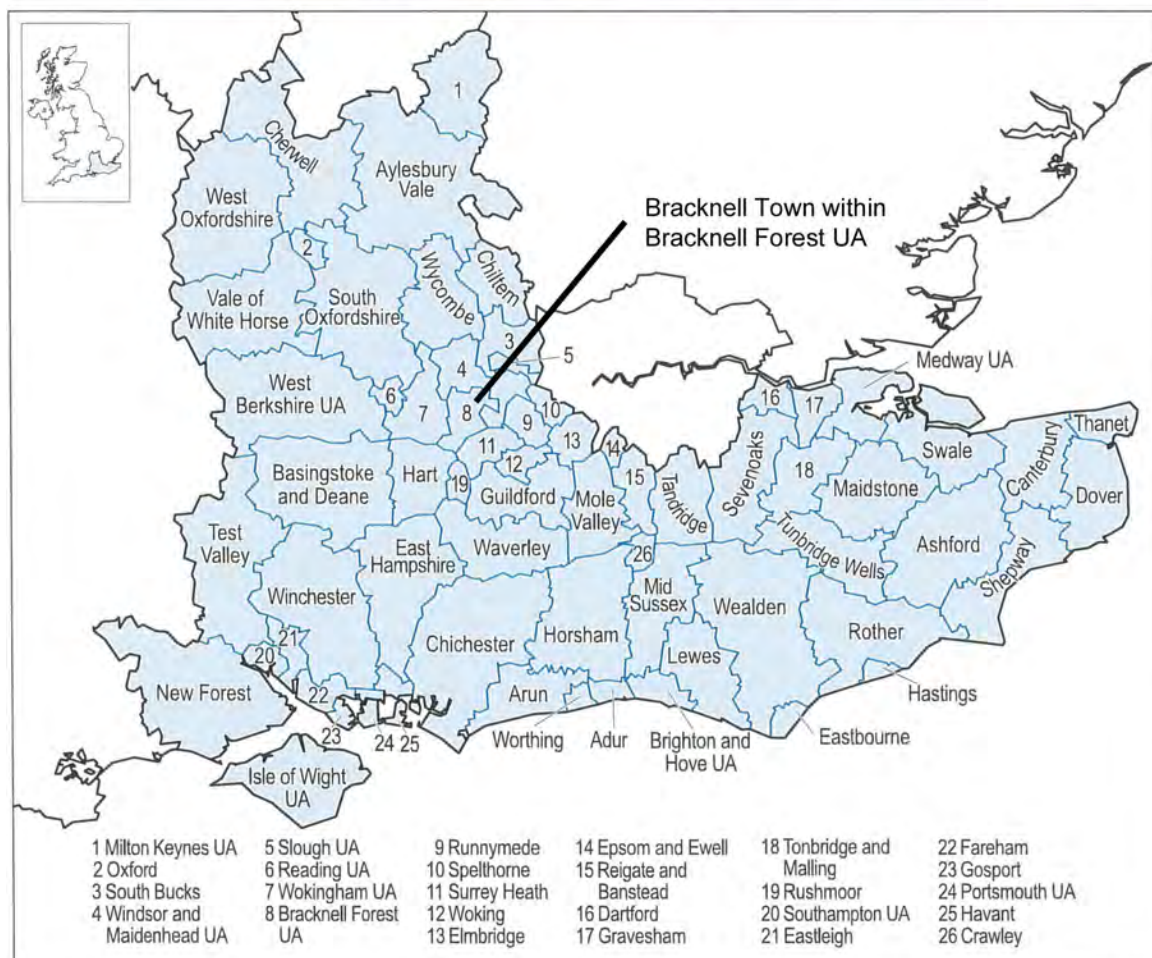 1
Cherwell
Aylesbury
Vale
West
Oxfordshire
Bracknell Town within
Bracknell Forest UA
2
Wycombe
Chiltern
Vale of
White Horse
South
Oxfordshire
3
5
4
Medway UA
West
Berkshire UA
6
7
8
9
10
16
17
Thanet
11
13
14
Swale
Canterbury
Basingstoke
and Deane
Hart
19
12
Guildford
Mole
Valley
15
Tandridge
Sevenoaks
18
Maidstone
Dover
Test
Valley
East
Hampshire
Waverley
26
Tunbridge Wells
Ashford
Shepway
Winchester
Mid
Sussex
Wealden
21
20
Chichester
Horsham
Rother
Lewes
New Forest
22
Arun
Hastings
23
24
25
Worthing
Adur
Brighton and
Hove UA
Eastbourne
Isle of Wight
UA
1 Milton Keynes UA
2 Oxford
3 South Bucks
4 Windsor and
Maidenhead UA
5 Slough UA
6 Reading UA
7 Wokingham UA
8 Bracknell Forest
UA
9 Runnymede
10 Spelthorne
11 Surrey Heath
12 Woking
13 Elmbridge
14 Epsom and Ewell
15 Reigate and
Banstead
16 Dartford
17 Gravesham
18 Tonbridge and
Malling
19 Rushmoor
20 Southampton UA
21 Eastleigh
22 Fareham
23 Gosport
24 Portsmouth UA
25 Havant
26 Crawley